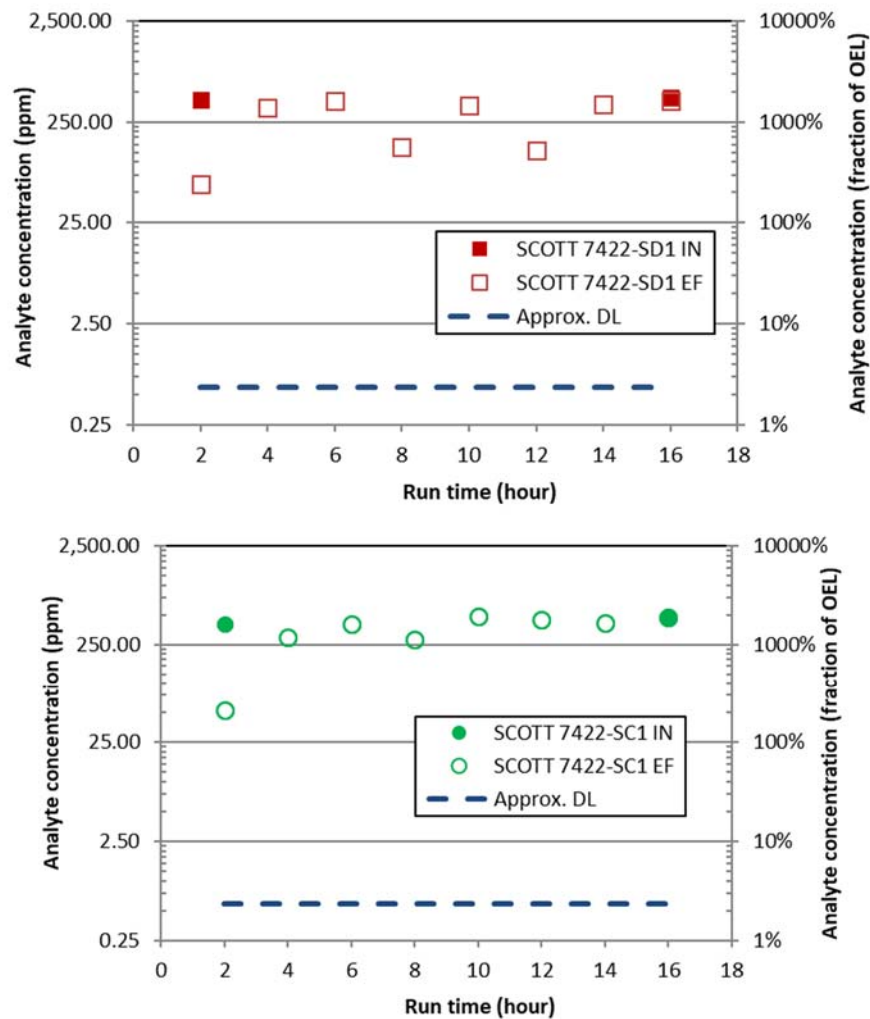 2,500.00
250.00
25.00
2.50
0.25
Analyte concentration (ppm)
10000%
1000%
100%
10%
1%
Analyte concentration (fraction of OEL)
SCOTT 7422-SD1 IN
SCOTT 7422-SD1 EF
Approx. DL
0 2 4 6 8 10 12 14 16 18
Run time (hour)
2,500.00
250.00
25.00
2.50
0.25
Analyte concentration (ppm)
10000%
1000%
100%
10%
1%
Analyte concentration (fraction of OEL)
SCOTT 7422-SC1 IN
SCOTT 7422-SC1 EF
Approx. DL
0 2 4 6 8 10 12 14 16 18
Run time (hour)